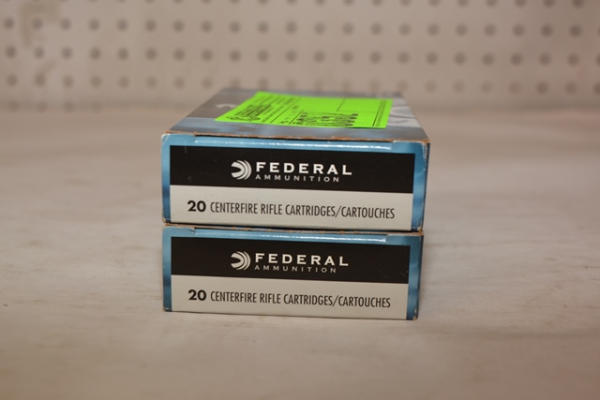 FEDERAL
AMMUNITION
20 CENTERFIRE RIFLE CARTRIDGES/CARTOUCHES
FEDERAL
AMMUNITION
20 CENTERFIRE RIFLE CARTRIDGES/CARTOUCHES